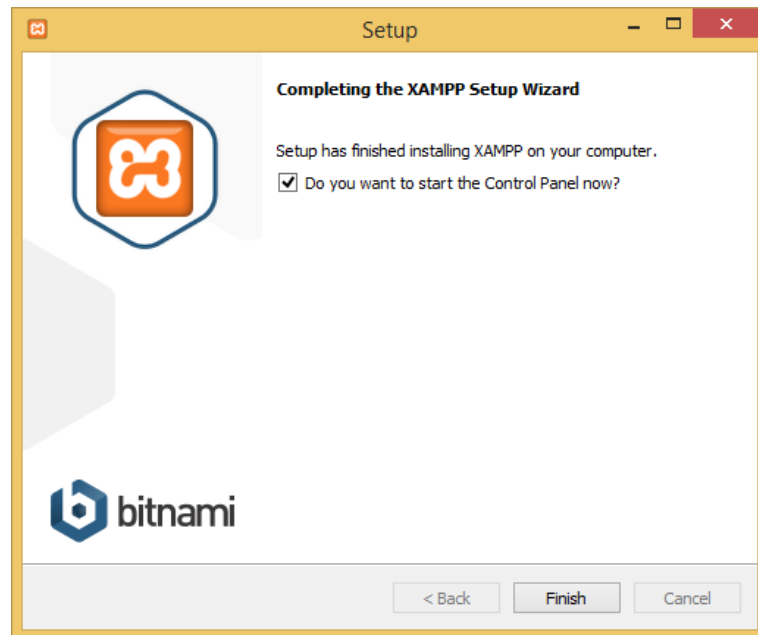 Setup
Completing the XAMPP Setup Wizard
Setup has finished installing XAMPP on your computer.
Do you want to start the Control Panel now?
bitnami
< Back
Finish
Cancel